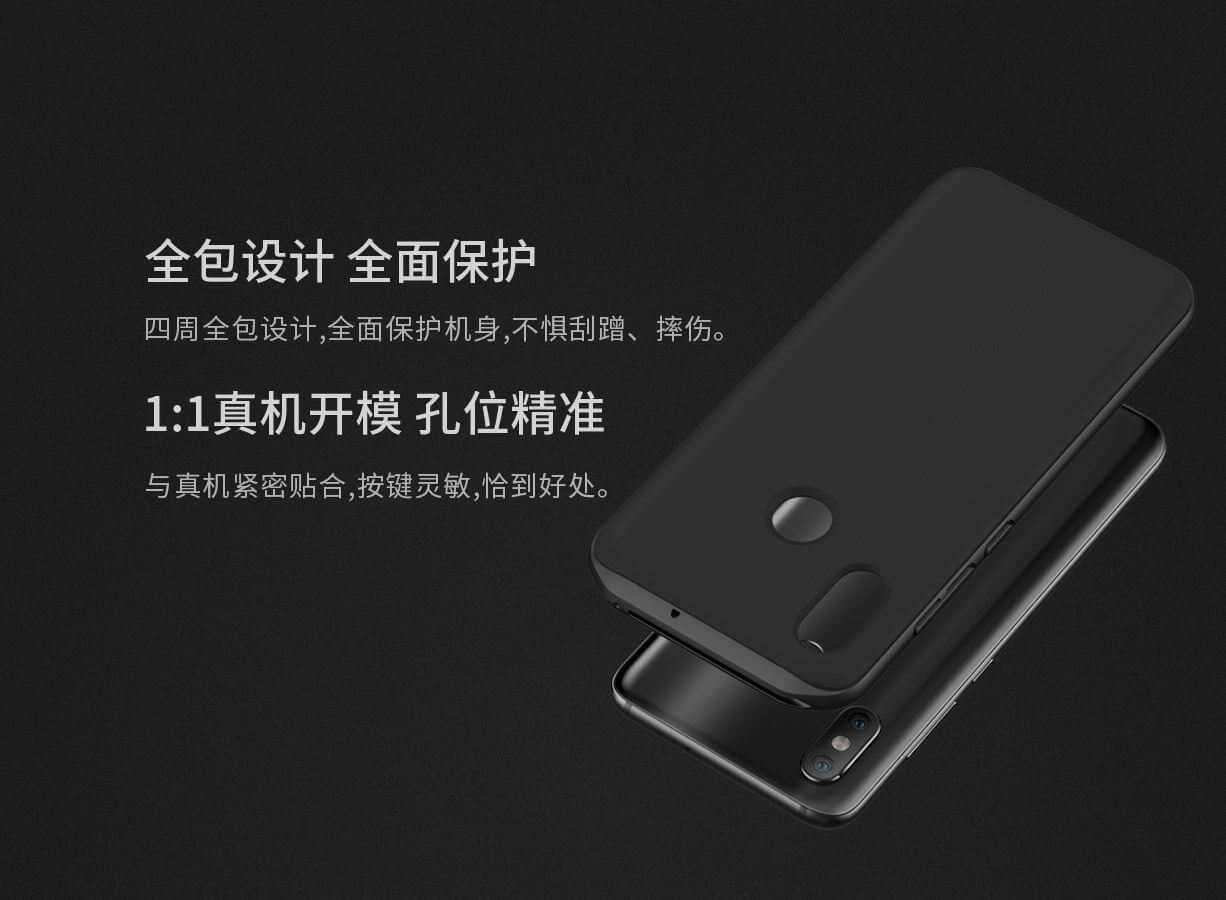 全包设计 全面保护
四周全包设计,全面保护机身,不惧刮蹭、摔伤。
1:1真机开模 孔位精准
与真机紧密贴合,按键灵敏,恰到好处。